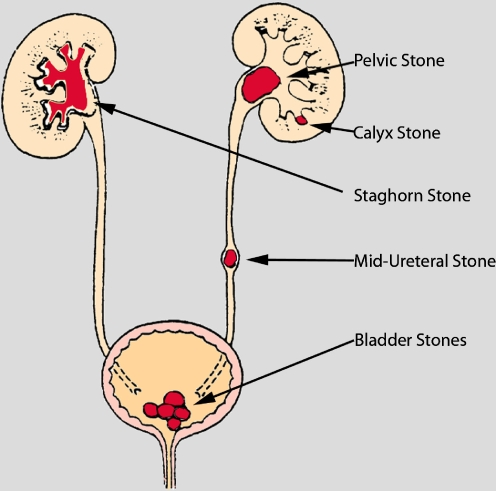 Pelvic Stone
Calyx Stone
Staghorn Stone
Mid-Ureteral Stone
Bladder Stones